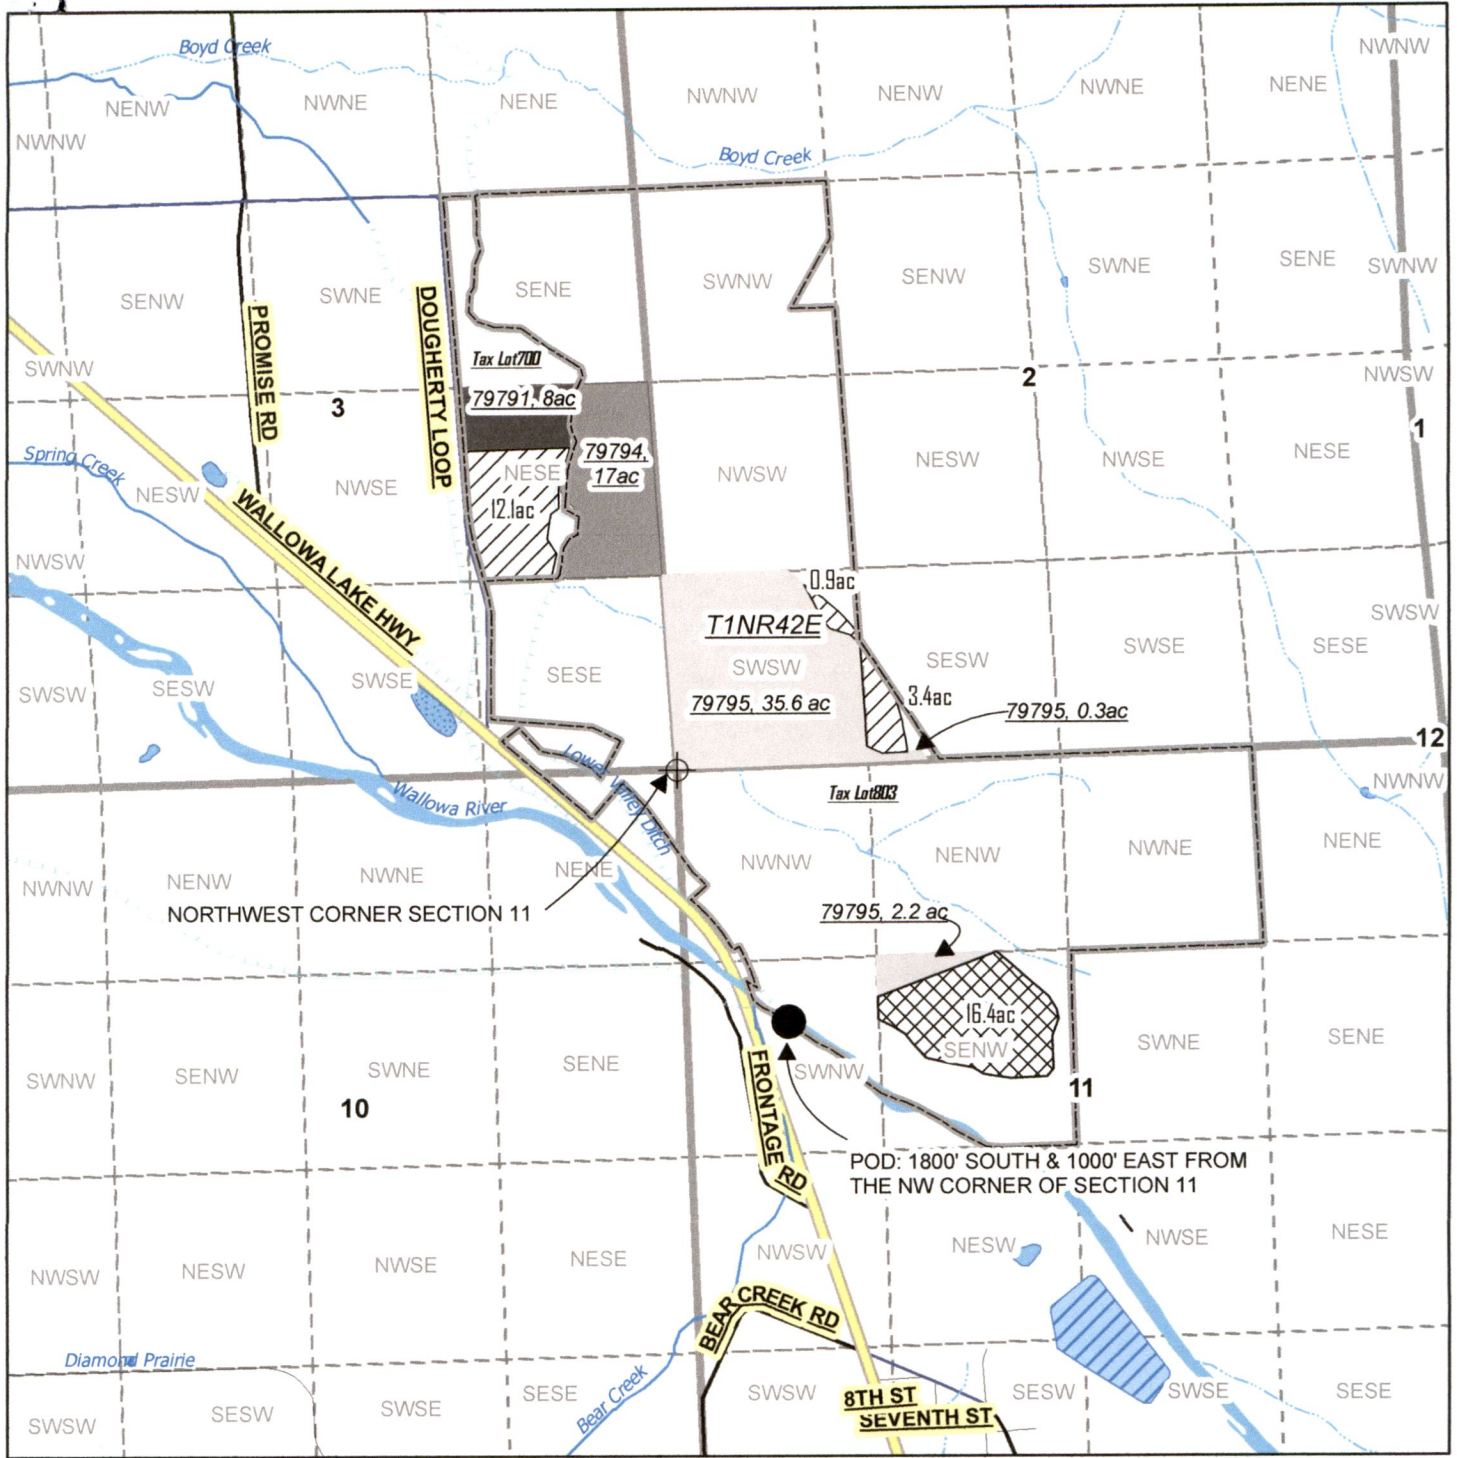 Boyd Creek
NWNW
NENW
NWNE
NENE
NWNW
NENW
NWNE
NENE
NWNW
Boyd Creek
SENW
SWNE
SENE
SWNW
SENW
SWNE
SENE
SWNW
PROMISE RD
DOUGHERTY LOOP
Tax Lot700
SWNW
3
79791, 8ac
2
NWSW
1
Spring Creek
NESW
NWSE
NESE
12.1ac
79794,
17ac
NWSW
NESW
NWSE
NESE
WALLOWA LAKE HWY
NWSW
0.9ac
T1NR42E
SWSW
SWSW
SESW
SWSE
SESE
SWSW
79795, 35.6 ac
SESW
3.4ac
79795, 0.3ac
SWSE
SESE
12
Lower Valley Ditch
Wallowa River
Tax Lot803
NWNW
NWNW
NENW
NWNE
NENE
NWNW
NENW
NWNE
NENE
NORTHWEST CORNER SECTION 11
79795, 2.2 ac
16.4ac
SENW
SWNW
SENW
SWNE
SENE
SWNW
SWNE
SENE
10
11
FRONTAGE RD
POD: 1800' SOUTH & 1000' EAST FROM
THE NW CORNER OF SECTION 11
NWSW
NESW
NWSE
NESE
NWSW
NESW
NWSE
NESE
BEAR CREEK RD
Diamond Prairie
Bear Creek
SWSW
SESW
SWSE
SESE
SWSW
8TH ST
SEVENTH ST
SESW
SWSE
SESE